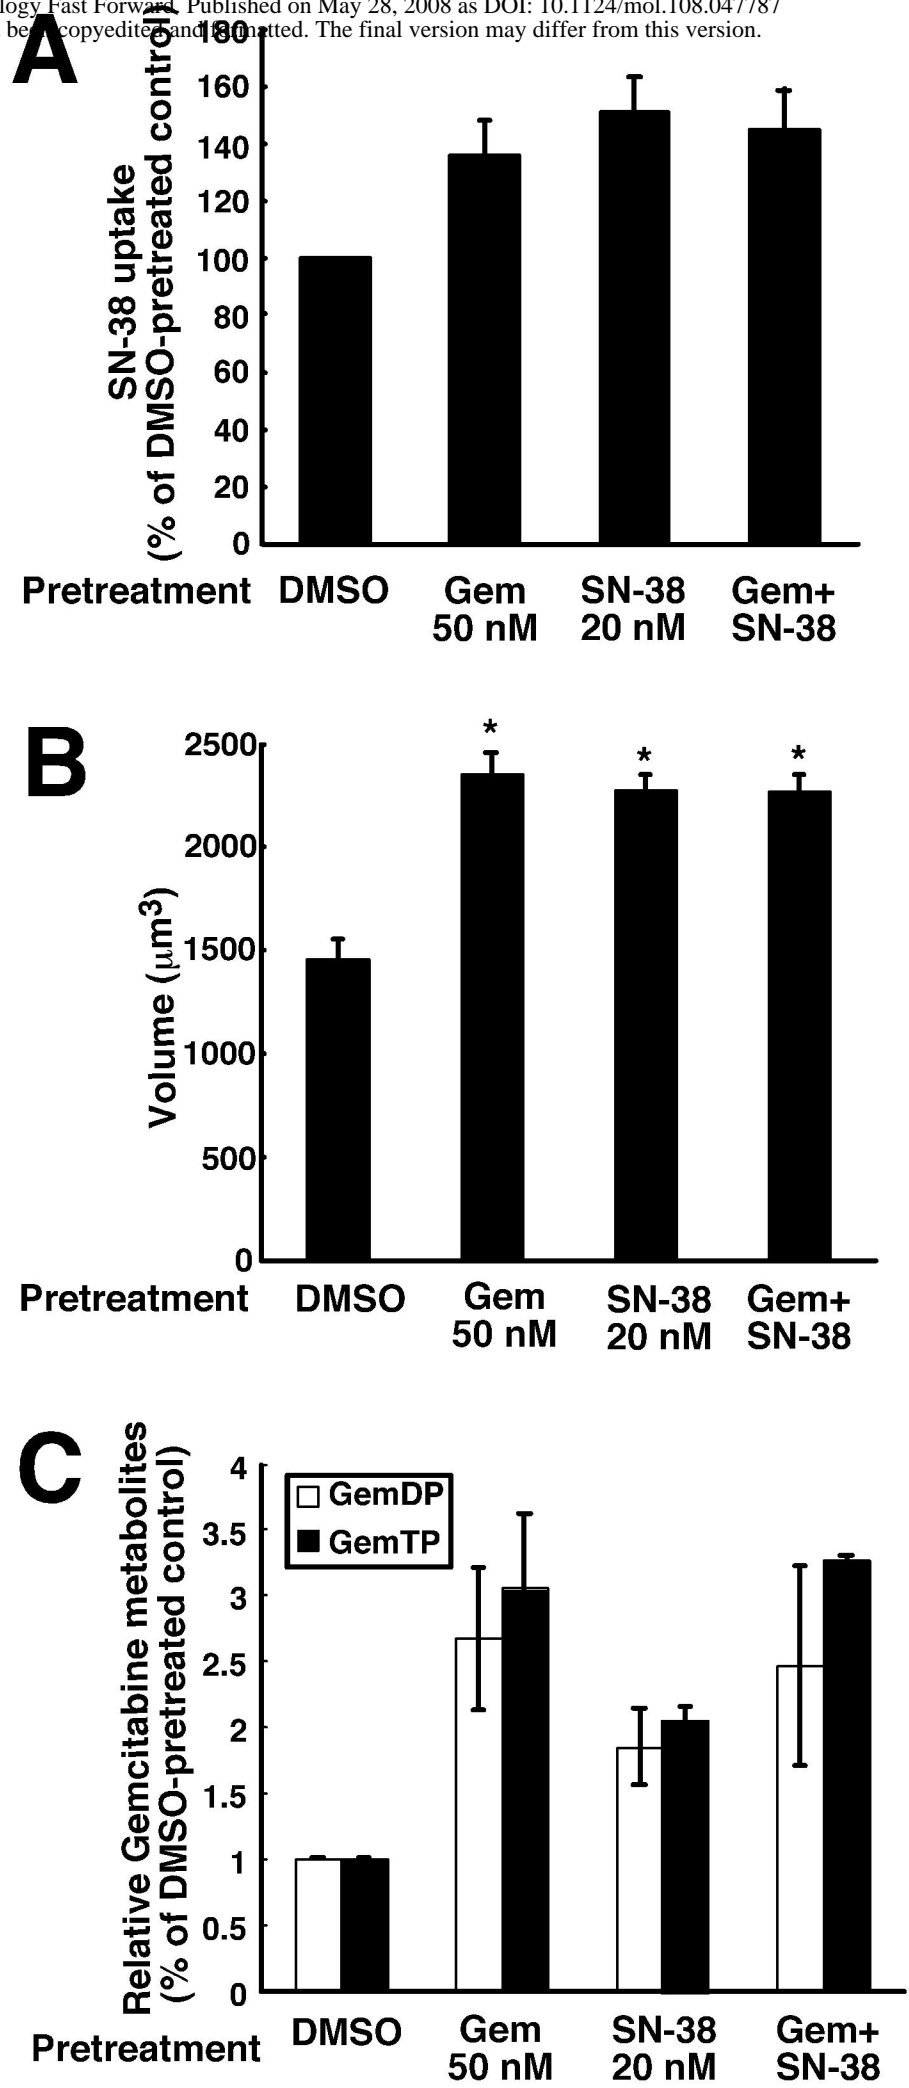 ology Fast Forward. Published on May 28, 2008 as DOI: 10.1124/mol.108.047787
been copyedited and formatted. The final version may differ from this version.
A
SN-38 uptake
(% of DMSO-pretreated control)
180
160
140
120
100
80
60
40
20
0
Pretreatment DMSO Gem SN-38 Gem+
50 nM 20 nM SN-38
B
Volume (μm3)
2500
2000
1500
1000
500
0
* * *
Pretreatment DMSO Gem SN-38 Gem+
50 nM 20 nM SN-38
C
Relative Gemcitabine metabolites
(% of DMSO-pretreated control)
4
3.5
3
2.5
2
1.5
1
0.5
0
GemDP
GemTP
Pretreatment DMSO Gem SN-38 Gem+
50 nM 20 nM SN-38